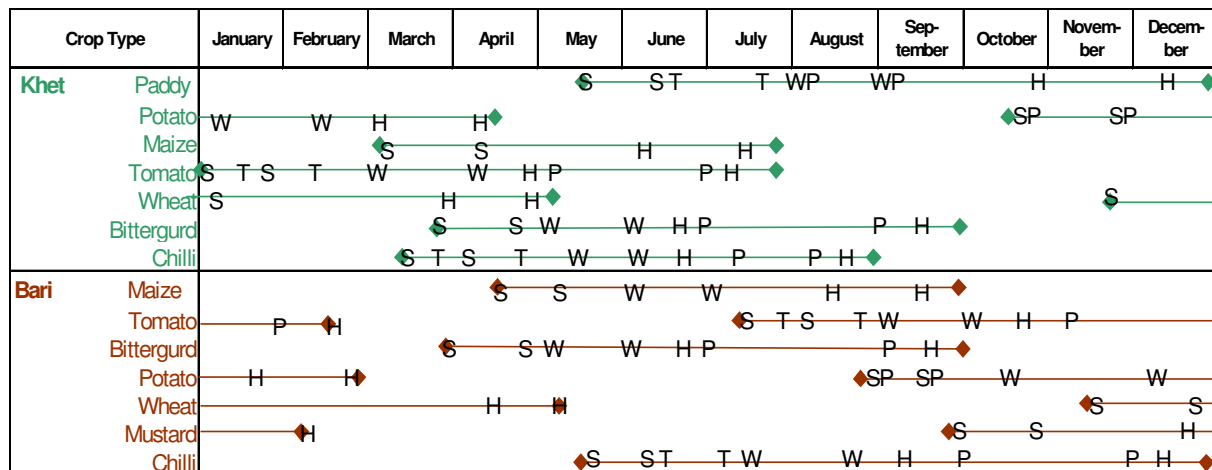 Crop Type January February March April May June July August Sep-tember October Novem-ber Decem-ber
Khet Paddy S S T T WP WP H H
Potato W W H H SP SP
Maize S S H H
Tomato S T S T W W H P P H
Wheat S H H S
Bittergurd S S W W H P P H
Chilli S T S T W W H P P H
Bari Maize S S W W H H
Tomato P H S T S T W W H P
Bittergurd S S W W H P P H
Potato H H SP SP W W
Wheat H H S S
Mustard H S S H
Chilli S S T T W W H P P H